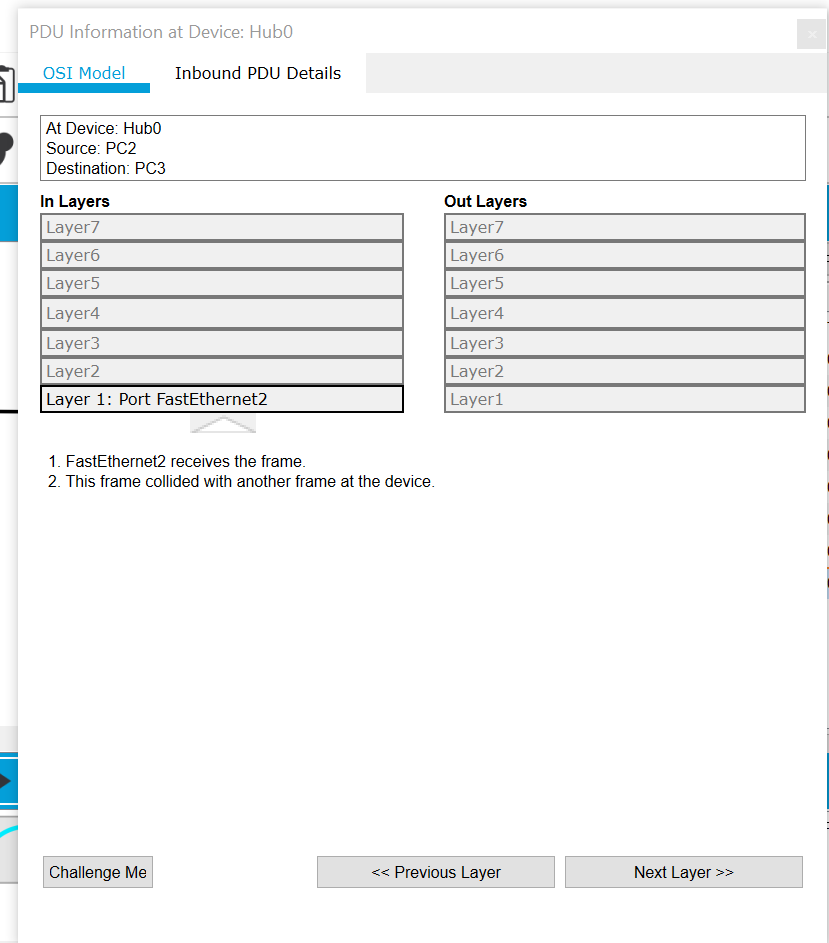 PDU Information at Device: Hub0
OSI Model
Inbound PDU Details
At Device: Hub0
Source: PC2
Destination: PC3
In Layers
Layer7
Layer6
Layer5
Layer4
Layer3
Layer2
Layer 1: Port FastEthernet2
Out Layers
Layer7
Layer6
Layer5
Layer4
Layer3
Layer2
Layer1
1. FastEthernet2 receives the frame.
2. This frame collided with another frame at the device.
Challenge Me
<< Previous Layer
Next Layer >>